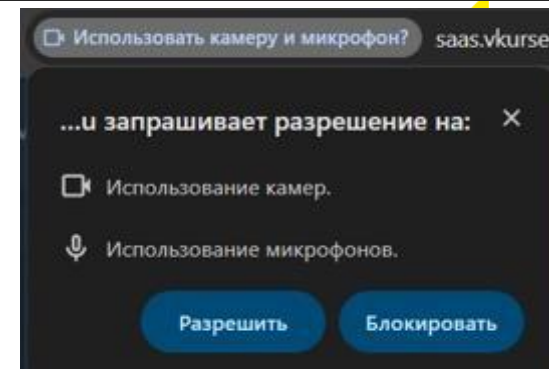 Использовать камеру и микрофон? saas.vkurse
...u запрашивает разрешение на:
Использование камер.
Использование микрофонов.
Разрешить Блокировать